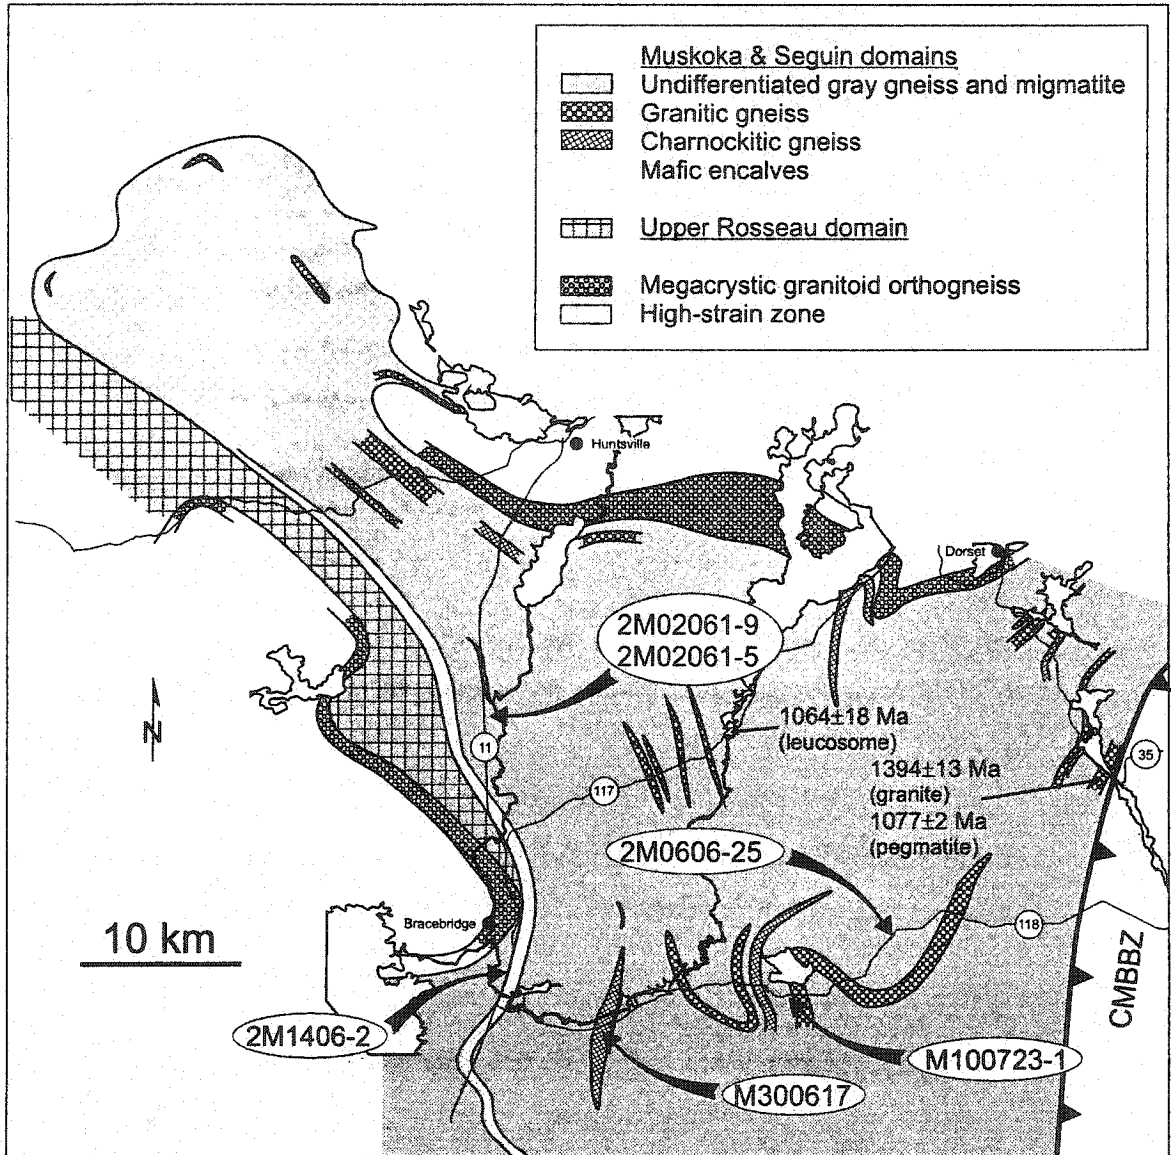 Muskoka & Seguin domains
Undifferentiated gray gneiss and migmatite
Granitic gneiss
Charnockitic gneiss
Mafic encalves
Upper Rosseau domain
Megacrystic granitoid orthogneiss
High-strain zone
Huntsville
Dorset
2M02061-9
2M02061-5
N
1064±18 Ma
(leucosome)
11
35
1394±13 Ma
(granite)
117
1077±2 Ma
(pegmatite)
2M0606-25
Bracebridge
118
10 km
CMBBZ
2M1406-2
M100723-1
M300617